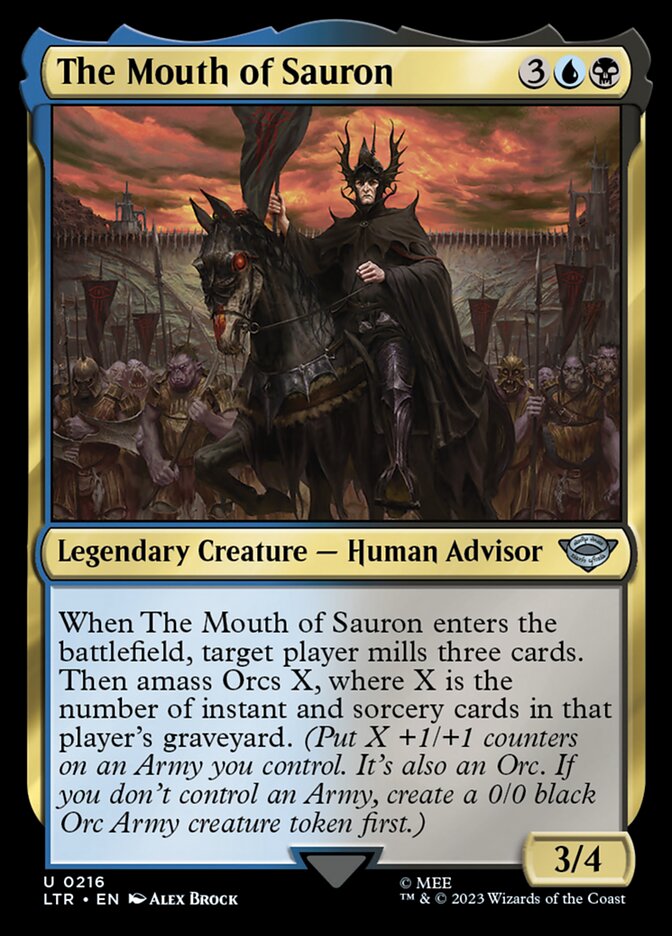 The Mouth of Sauron 3
Legendary Creature — Human Advisor
When The Mouth of Sauron enters the
battlefield, target player mills three cards.
Then amass Orcs X, where X is the
number of instant and sorcery cards in that
player's graveyard. (Put X +1/+1 counters
on an Army you control. It's also an Orc. If
you don't control an Army, create a 0/0 black
Orc Army creature token first.)
3/4
U 0216
LTR • EN Alex Brock
© MEE
™ & © 2023 Wizards of the Coast